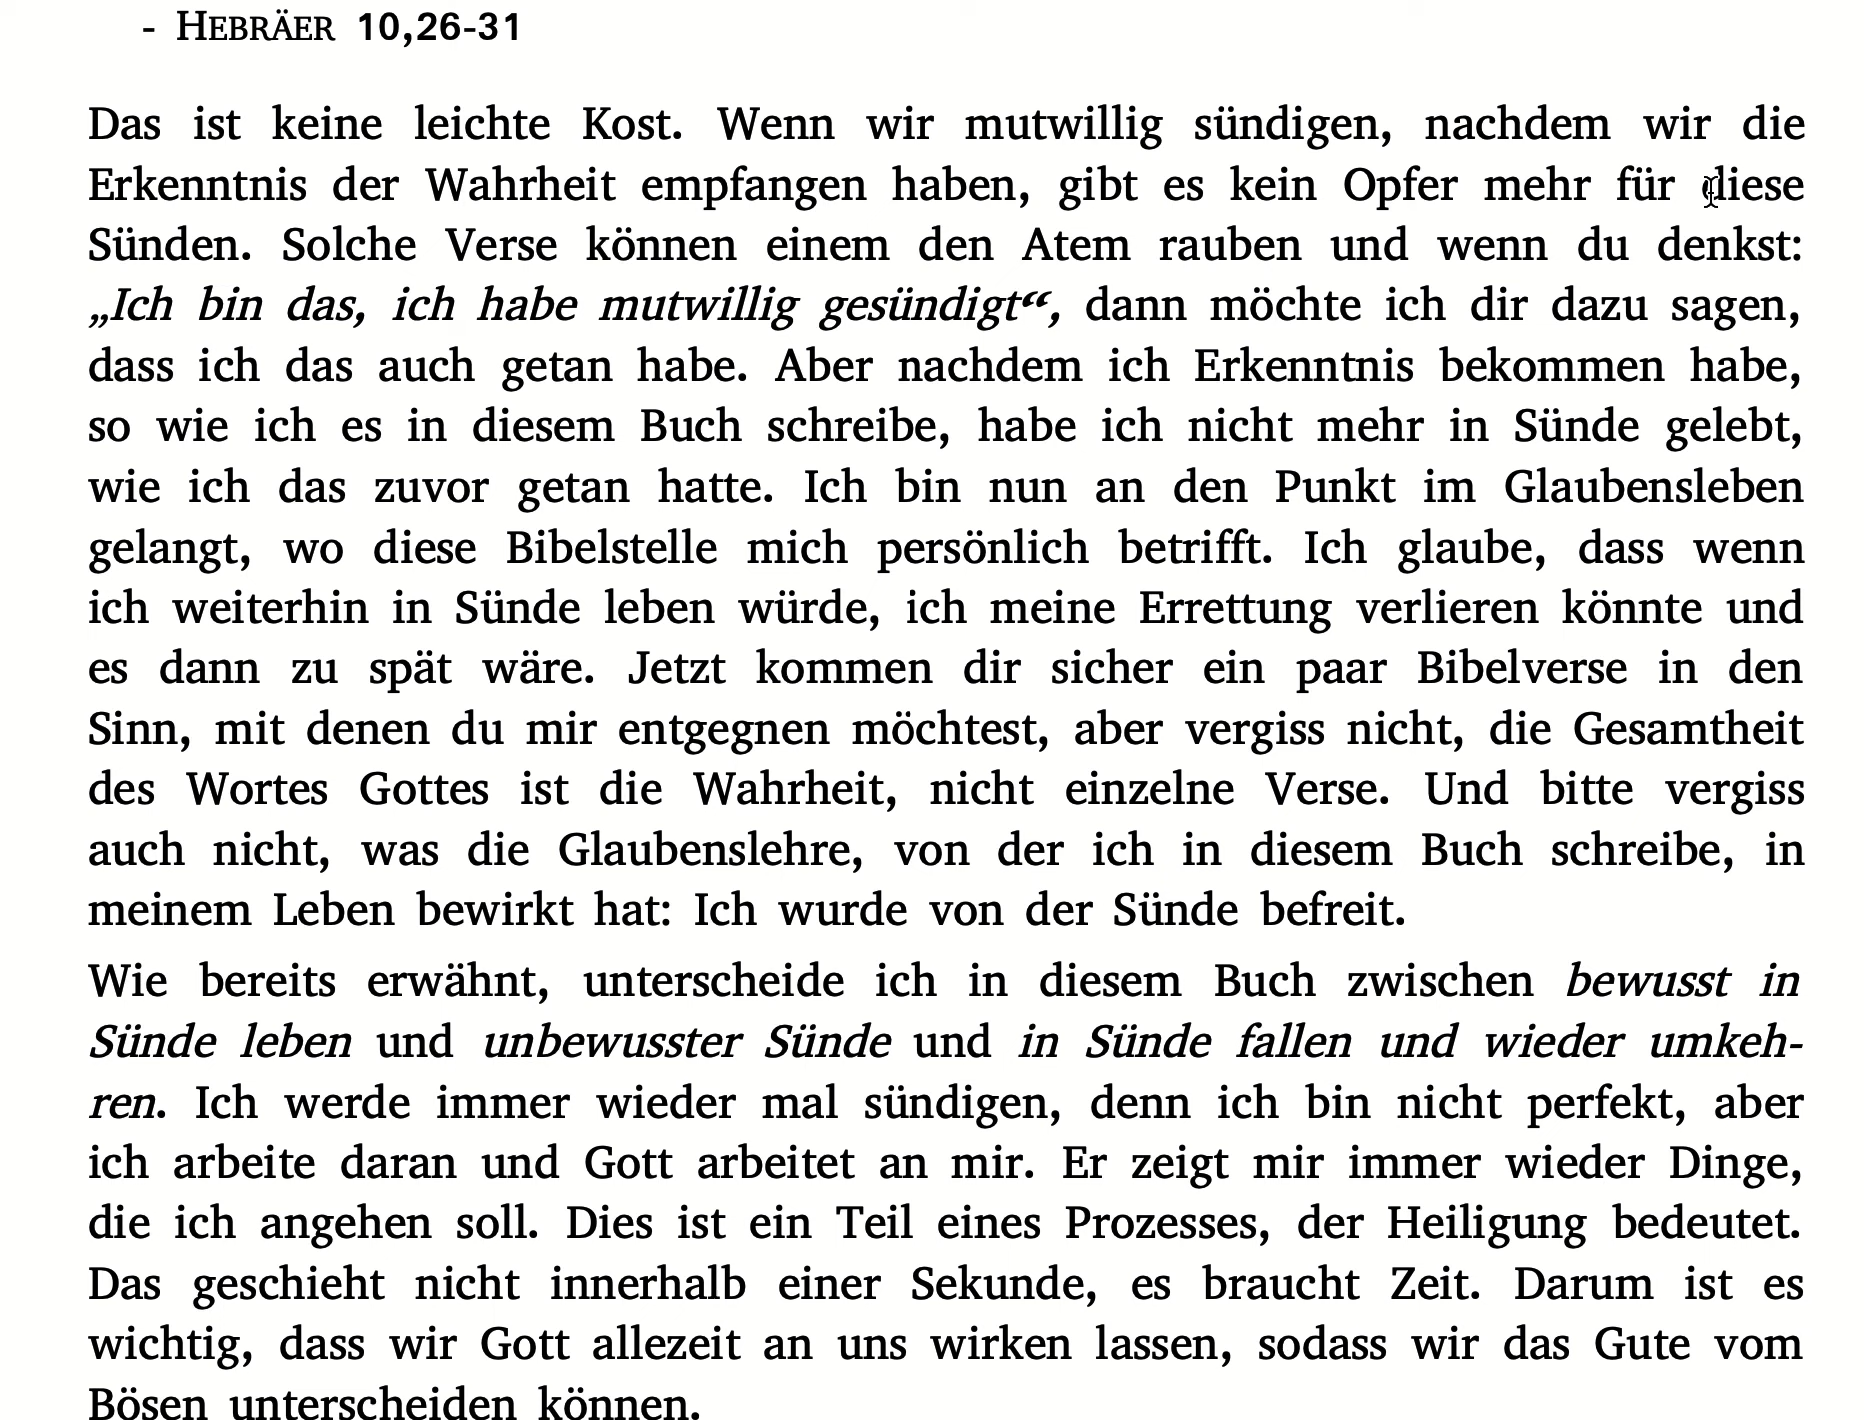 - HEBRÄER 10,26-31
Das ist keine leichte Kost. Wenn wir mutwillig sündigen, nachdem wir die
Erkenntnis der Wahrheit empfangen haben, gibt es kein Opfer mehr für diese
Sünden. Solche Verse können einem den Atem rauben und wenn du denkst:
„Ich bin das, ich habe mutwillig gesündigt“, dann möchte ich dir dazu sagen,
dass ich das auch getan habe. Aber nachdem ich Erkenntnis bekommen habe,
so wie ich es in diesem Buch schreibe, habe ich nicht mehr in Sünde gelebt,
wie ich das zuvor getan hatte. Ich bin nun an den Punkt im Glaubensleben
gelangt, wo diese Bibelstelle mich persönlich betrifft. Ich glaube, dass wenn
ich weiterhin in Sünde leben würde, ich meine Errettung verlieren könnte und
es dann zu spät wäre. Jetzt kommen dir sicher ein paar Bibelverse in den
Sinn, mit denen du mir entgegnen möchtest, aber vergiss nicht, die Gesamtheit
des Wortes Gottes ist die Wahrheit, nicht einzelne Verse. Und bitte vergiss
auch nicht, was die Glaubenslehre, von der ich in diesem Buch schreibe, in
meinem Leben bewirkt hat: Ich wurde von der Sünde befreit.
Wie bereits erwähnt, unterscheide ich in diesem Buch zwischen bewusst in
Sünde leben und unbewusster Sünde und in Sünde fallen und wieder umkeh-
ren. Ich werde immer wieder mal sündigen, denn ich bin nicht perfekt, aber
ich arbeite daran und Gott arbeitet an mir. Er zeigt mir immer wieder Dinge,
die ich angehen soll. Dies ist ein Teil eines Prozesses, der Heiligung bedeutet.
Das geschieht nicht innerhalb einer Sekunde, es braucht Zeit. Darum ist es
wichtig, dass wir Gott allezeit an uns wirken lassen, sodass wir das Gute vom
Bösen unterscheiden können.